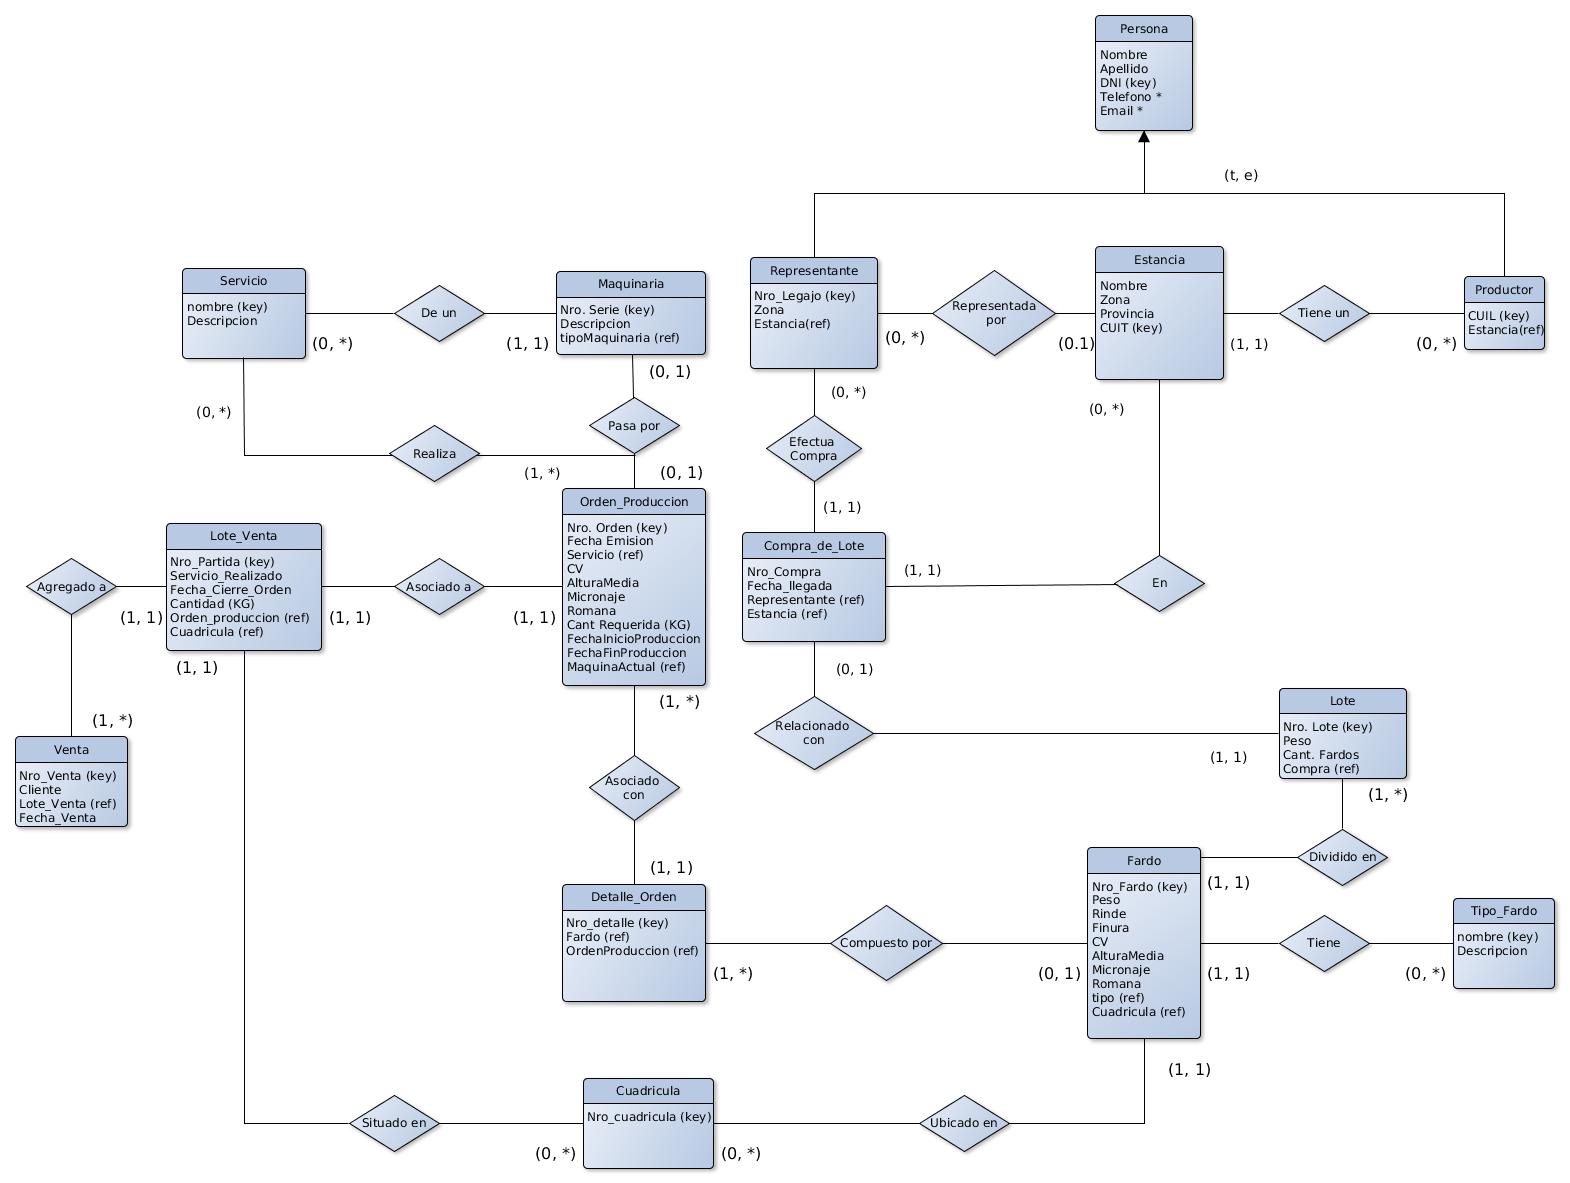 Persona
Nombre
Apellido
DNI (key)
Telefono *
Email *
(t, e)
Servicio
nombre (key)
Descripcion
De un
(0, *)
(1, 1)
Maquinaria
Nro. Serie (key)
Descripcion
tipoMaquinaria (ref)
(0, 1)
Pasa por
(0, 1)
(0, *)
Realiza
(1, *)
Representante
Nro_Legajo (key)
Zona
Estancia(ref)
(0, *)
Representada
por
(0.1)
Estancia
Nombre
Zona
Provincia
CUIT (key)
(1, 1)
Tiene un
(0, *)
Productor
CUIL (key)
Estancia(ref)
(0, *)
Efectua
Compra
(1, 1)
(0, *)
En
(1, 1)
Compra_de_Lote
Nro_Compra
Fecha_llegada
Representante (ref)
Estancia (ref)
(0, 1)
Relacionado
con
(1, 1)
Orden_Produccion
Nro. Orden (key)
Fecha Emision
Servicio (ref)
CV
AlturaMedia
Micronaje
Romana
Cant Requerida (KG)
FechaInicioProduccion
FechaFinProduccion
MaquinaActual (ref)
Lote_Venta
Nro_Partida (key)
Servicio_Realizado
Fecha_Cierre_Orden
Cantidad (KG)
Orden_produccion (ref)
Cuadricula (ref)
Agregado a
(1, 1)
(1, 1)
Asociado a
(1, 1)
(1, 1)
(1, *)
Venta
Nro_Venta (key)
Cliente
Lote_Venta (ref)
Fecha_Venta
(1, *)
Asociado
con
(1, 1)
Lote
Nro. Lote (key)
Peso
Cant. Fardos
Compra (ref)
(1, *)
Dividido en
(1, 1)
Detalle_Orden
Nro_detalle (key)
Fardo (ref)
OrdenProduccion (ref)
(1, *)
Compuesto por
(0, 1)
Fardo
Nro_Fardo (key)
Peso
Rinde
Finura
CV
AlturaMedia
Micronaje
Romana
tipo (ref)
Cuadricula (ref)
(1, 1)
Tiene
(0, *)
Tipo_Fardo
nombre (key)
Descripcion
(1, 1)
Situado en
(0, *)
Cuadricula
Nro_cuadricula (key)
(0, *)
Ubicado en